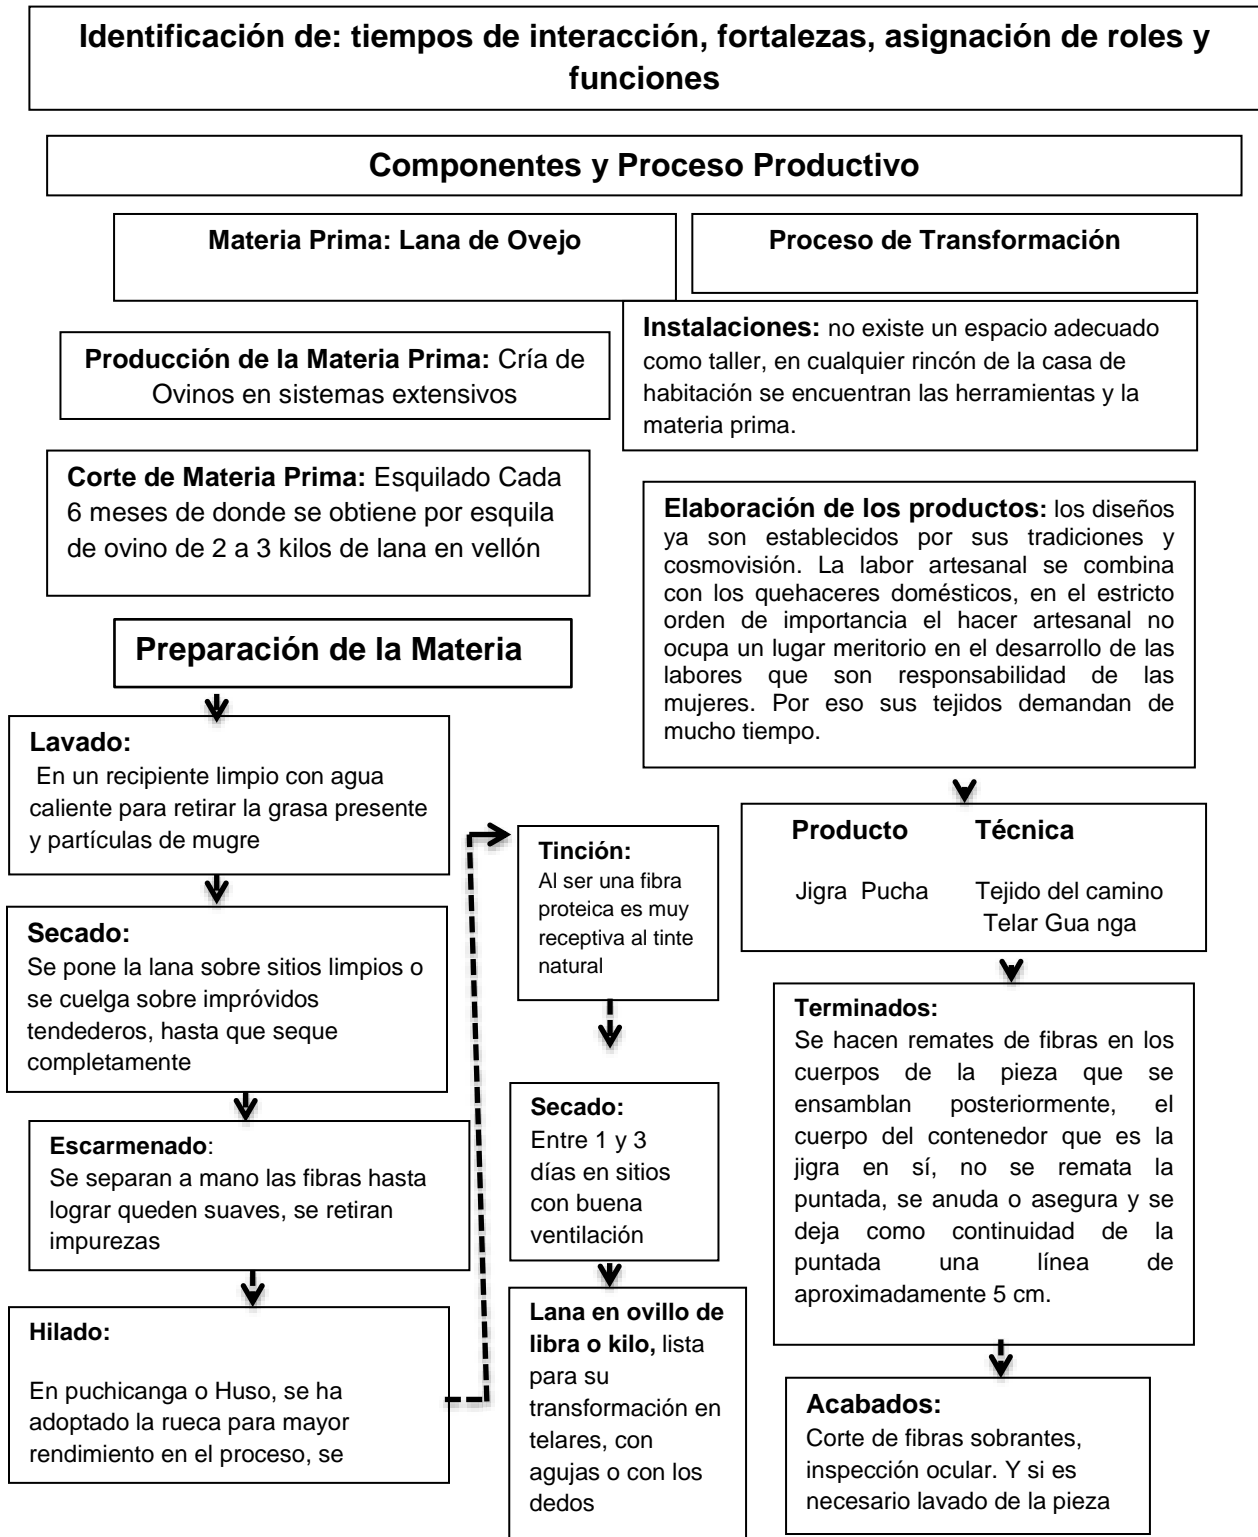 Identificación de: tiempos de interacción, fortalezas, asignación de roles y
funciones
Componentes y Proceso Productivo
Materia Prima: Lana de Ovejo
Proceso de Transformación
Producción de la Materia Prima: Cría de
Ovinos en sistemas extensivos
Corte de Materia Prima: Esquilado Cada
6 meses de donde se obtiene por esquila
de ovino de 2 a 3 kilos de lana en vellón
Preparación de la Materia
Lavado:
En un recipiente limpio con agua
caliente para retirar la grasa presente
y partículas de mugre
Secado:
Se pone la lana sobre sitios limpios o
se cuelga sobre impróvidos
tendederos, hasta que seque
completamente
Escarmenado:
Se separan a mano las fibras hasta
lograr queden suaves, se retiran
impurezas
Hilado:
En puchicanga o Huso, se ha
adoptado la rueca para mayor
rendimiento en el proceso, se
Tinción:
Al ser una fibra
proteica es muy
receptiva al tinte
natural
Secado:
Entre 1 y 3
días en sitios
con buena
ventilación
Lana en ovillo de
libra o kilo, lista
para su
transformación en
telares, con
agujas o con los
dedos
Instalaciones: no existe un espacio adecuado
como taller, en cualquier rincón de la casa de
habitación se encuentran las herramientas y la
materia prima.
Elaboración de los productos: los diseños
ya son establecidos por sus tradiciones y
cosmovisión. La labor artesanal se combina
con los quehaceres domésticos, en el estricto
orden de importancia el hacer artesanal no
ocupa un lugar meritorio en el desarrollo de las
labores que son responsabilidad de las
mujeres. Por eso sus tejidos demandan de
mucho tiempo.
Producto Técnica
Jigra Pucha Tejido del camino
Telar Gua nga
Terminados:
Se hacen remates de fibras en los
cuerpos de la pieza que se
ensamblan posteriormente, el
cuerpo del contenedor que es la
jigra en sí, no se remata la
puntada, se anuda o asegura y se
deja como continuidad de la
puntada una línea de
aproximadamente 5 cm.
Acabados:
Corte de fibras sobrantes,
inspección ocular. Y si es
necesario lavado de la pieza